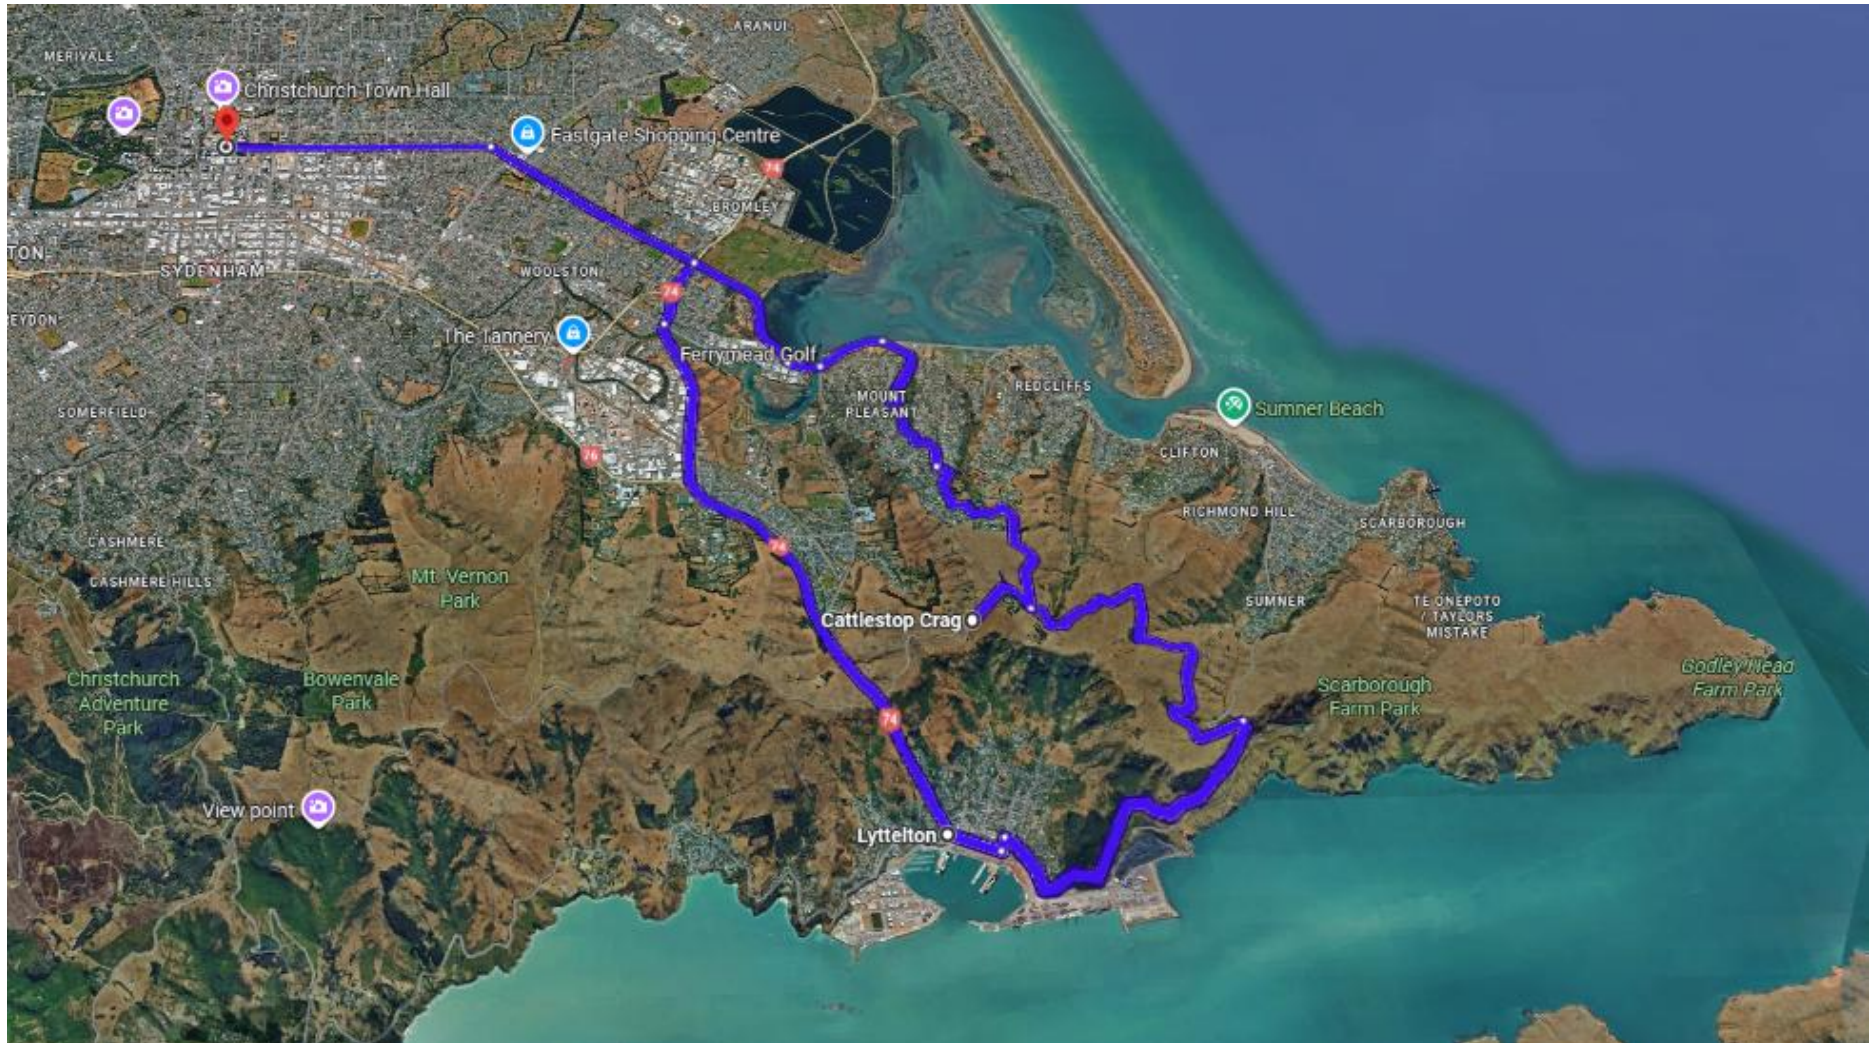 ARANUI
MERIVALE
Christchurch Town Hall
Eastgate Shopping Centre
74
BROMLEY
TON
SYDENHAM
WOOLSTON
74
EYDON
The Tannery
Ferrymead Golf
REDCLIFFS
MOUNT
PLEASANT
SOMERFIELD
Sumner Beach
76
CLIFTON
RICHMOND HILL
SCARBOROUGH
CASHMERE
74
CASHMERE HILLS
Mt. Vernon
Park
SUMNER
TE ONEPOTO
/ TAYLORS
MISTAKE
Cattlestop Crag
Christchurch
Adventure
Park
Bowenvale
Park
Scarborough
Farm Park
Godley Head
Farm Park
74
View point
Lyttelton